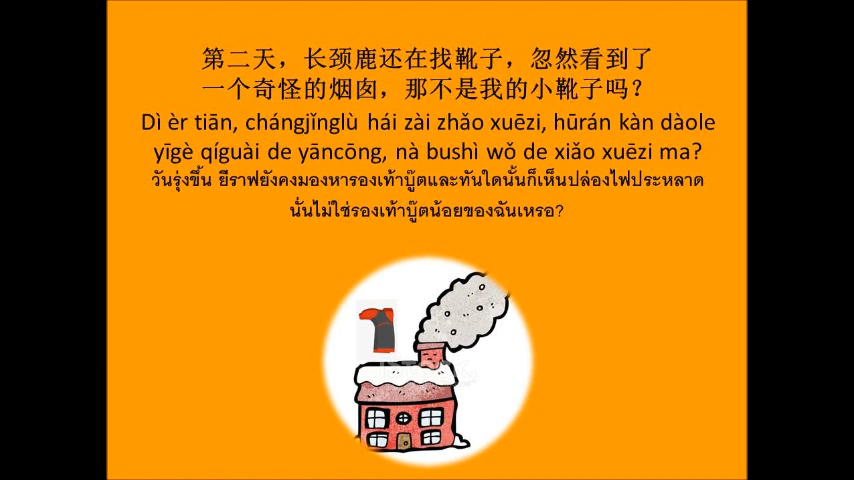 第二天，长颈鹿还在找靴子，忽然看到了
一个奇怪的烟囱，那不是我的小靴子吗？
Dì èr tiān, chángjǐnglù hái zài zhǎo xuēzi, hūrán kàn dàole
yīgè qíguài de yāncōng, nà bushì wǒ de xiǎo xuēzi ma?
วันรุ่งขึ้น ยีราฟยังคงมองหารองเท้าบู๊ตและทันใดนั้นก็เห็นปล่องไฟประหลาด
นั่นไม่ใช่รองเท้าบู๊ตน้อยของฉันเหรอ?